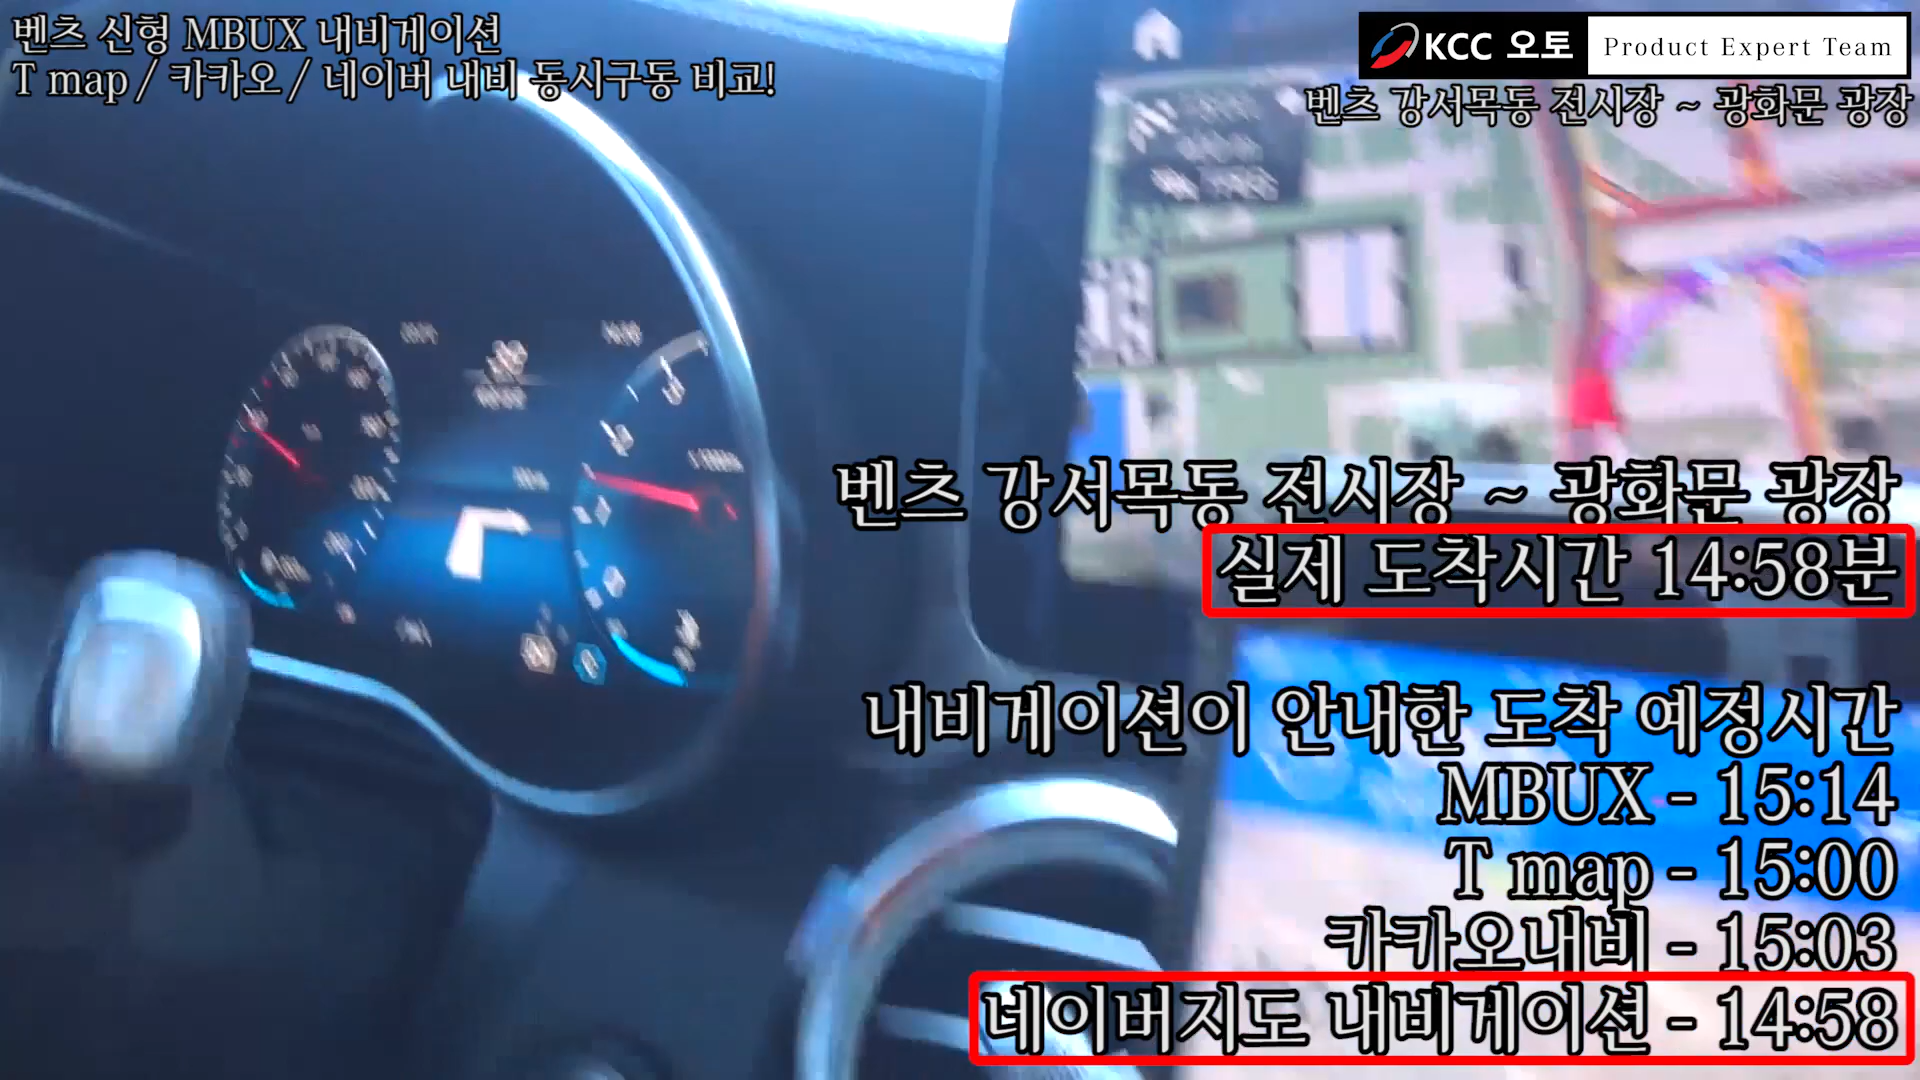 벤츠 신형 MBUX 내비게이션
T map / 카카오 / 네이버 내비 동시구동 비교!
KCC 오토 Product Expert Team
벤츠 강서목동 전시장 ~ 광화문 광장
벤츠 강서목동 전시장 ~ 광화문 광장
실제 도착시간 14:58분
내비게이션이 안내한 도착 예정시간
MBUX - 15:14
T map - 15:00
카카오내비 - 15:03
네이버지도 내비게이션 - 14:58